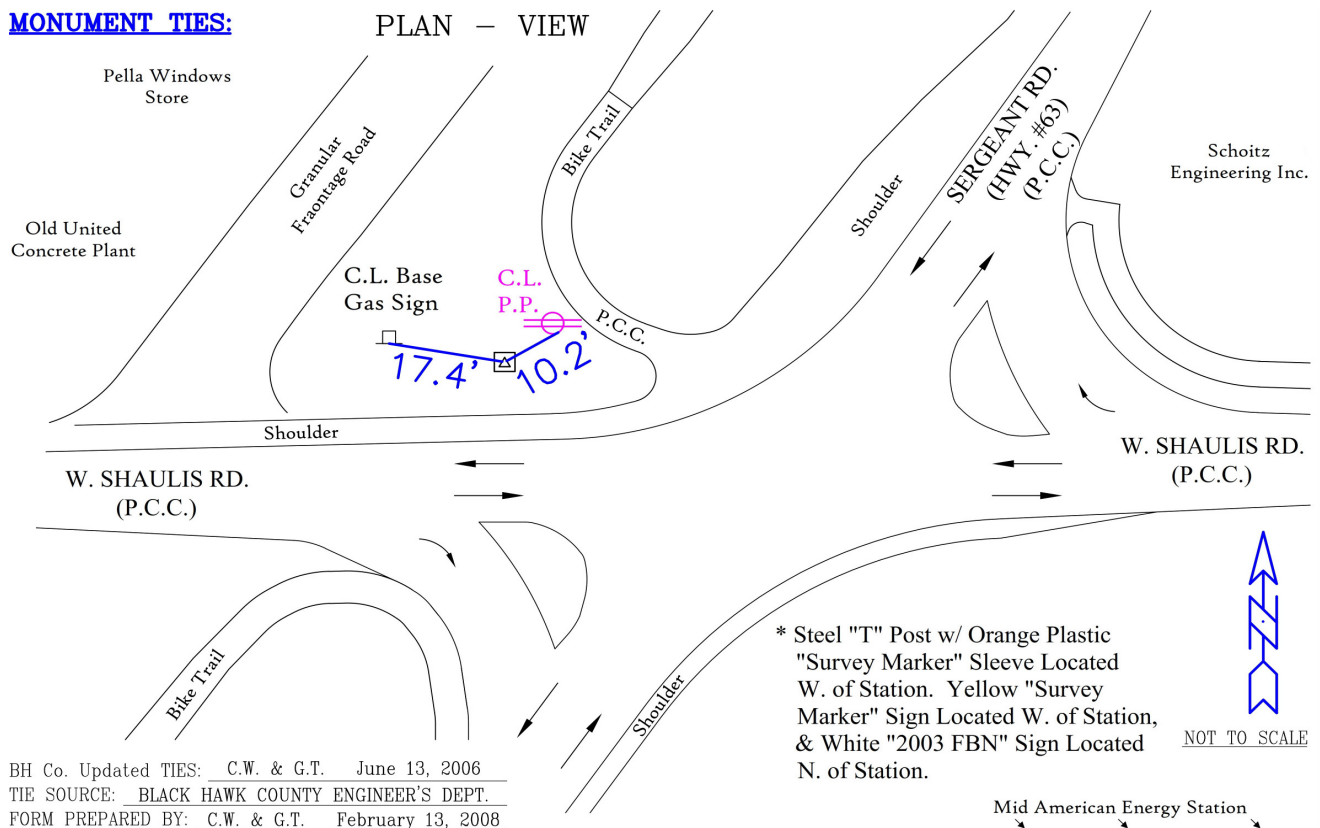 MONUMENT TIES:
PLAN - VIEW
Pella Windows
Store
Granular
Fraontage Road
Bike Trail
SERGEANT RD.
(HWY. #63)
(P.C.C.)
Shoulder
Schoitz
Engineering Inc.
Old United
Concrete Plant
C.L. Base
Gas Sign
C.L.
P.P.
P.C.C.
17.4'
10.2'
Shoulder
W. SHAULIS RD.
(P.C.C.)
W. SHAULIS RD.
(P.C.C.)
Bike Trail
Shoulder
* Steel "T" Post w/ Orange Plastic
"Survey Marker" Sleeve Located
W. of Station. Yellow "Survey
Marker" Sign Located W. of Station,
& White "2003 FBN" Sign Located
N. of Station.
N
NOT TO SCALE
BH Co. Updated TIES: C.W. & G.T. June 13, 2006
TIE SOURCE: BLACK HAWK COUNTY ENGINEER'S DEPT.
FORM PREPARED BY: C.W. & G.T. February 13, 2008
Mid American Energy Station